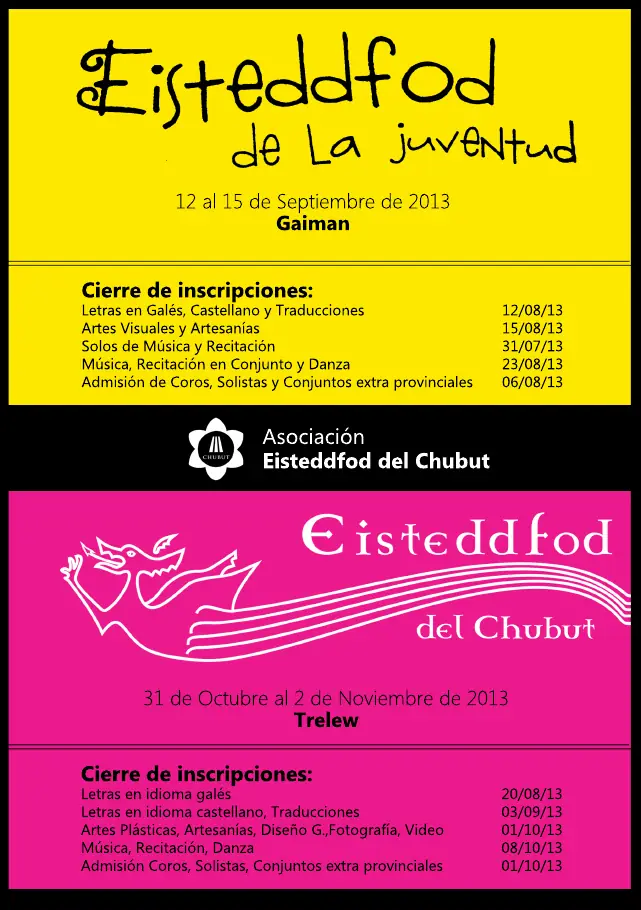 Eisteddfod
de La juventud
12 al 15 de Septiembre de 2013
Gaiman
Cierre de inscripciones:
Letras en Galés, Castellano y Traducciones 12/08/13
Artes Visuales y Artesanías 15/08/13
Solos de Música y Recitación 31/07/13
Música, Recitación en Conjunto y Danza 23/08/13
Admisión de Coros, Solistas y Conjuntos extra provinciales 06/08/13
CHUBUT
Asociación
Eisteddfod del Chubut
Eisteddfod
del Chubut
31 de Octubre al 2 de Noviembre de 2013
Trelew
Cierre de inscripciones:
Letras en idioma galés 20/08/13
Letras en idioma castellano, Traducciones 03/09/13
Artes Plásticas, Artesanías, Diseño G.,Fotografía, Video 01/10/13
Música, Recitación, Danza 08/10/13
Admisión Coros, Solistas, Conjuntos extra provinciales 01/10/13